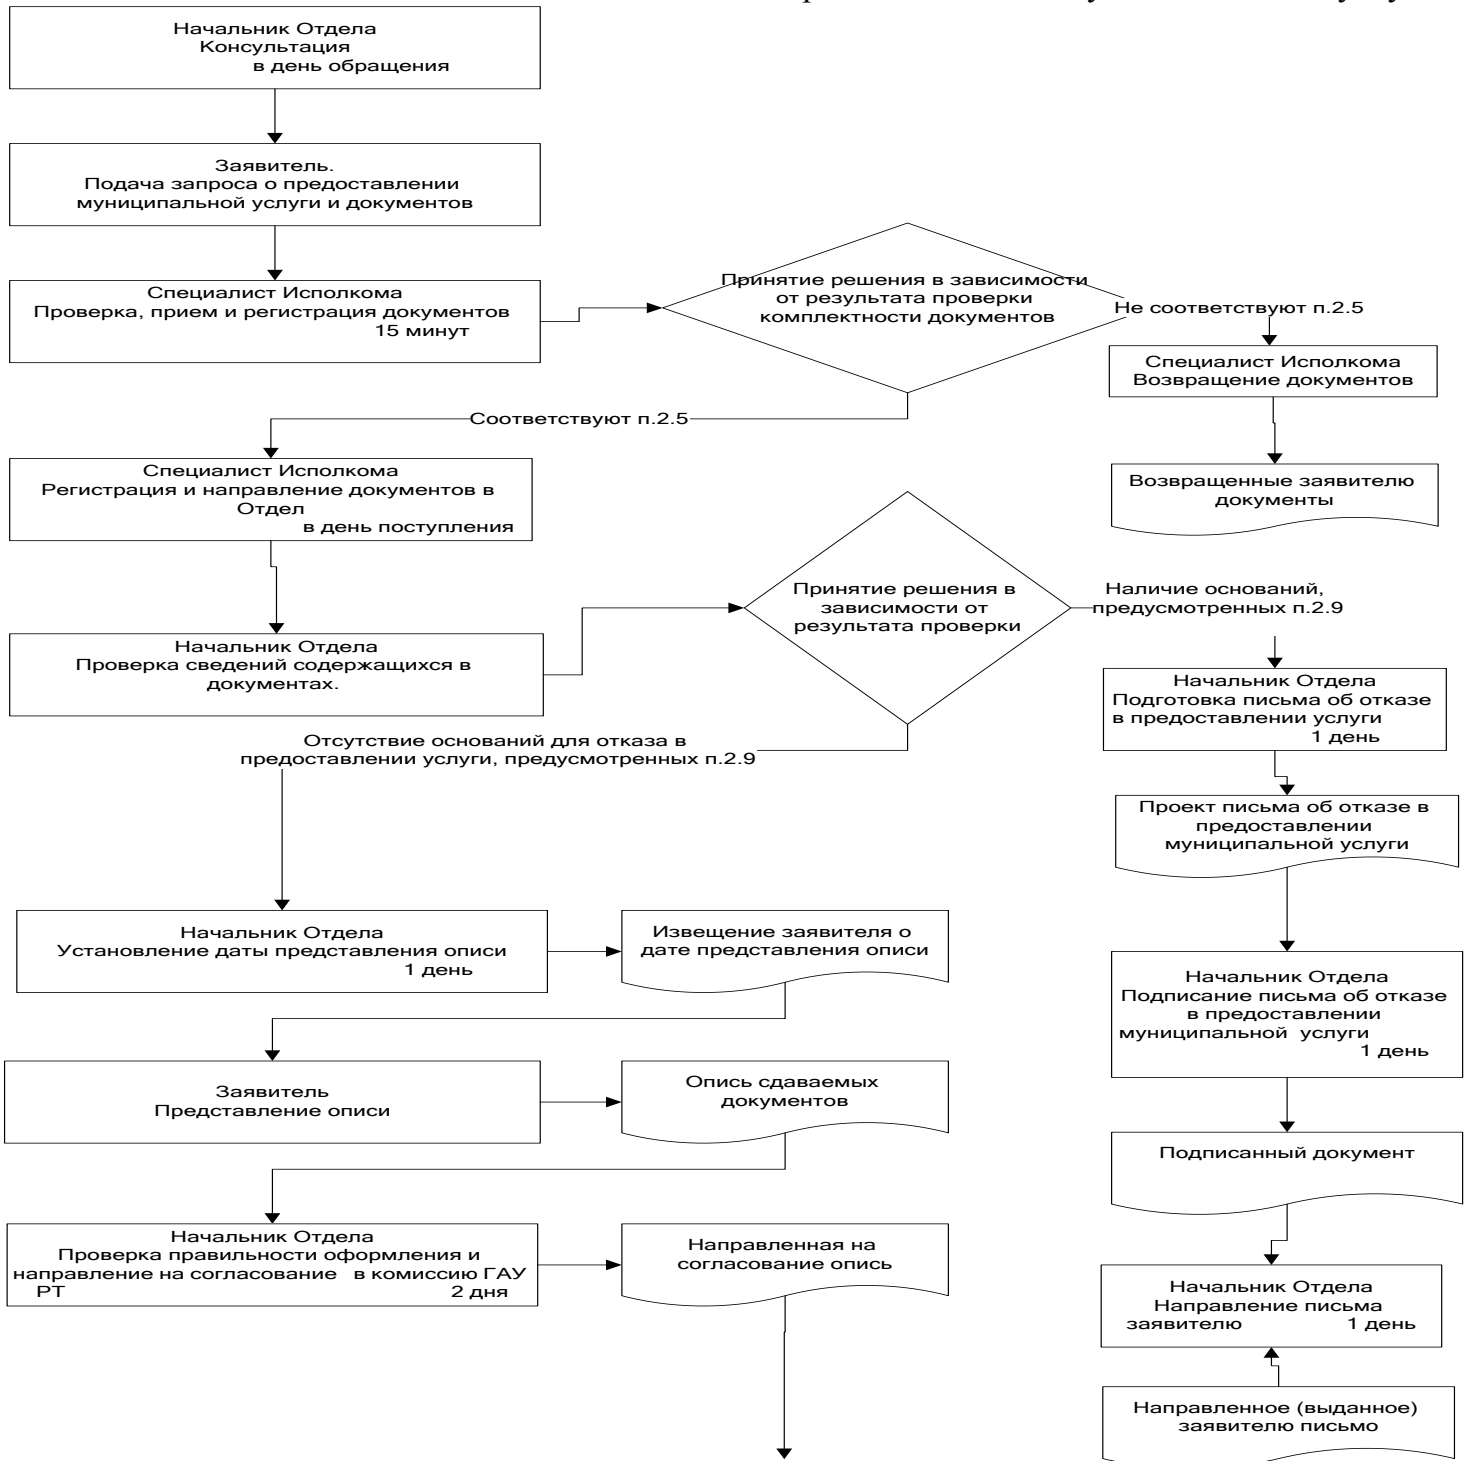 Начальник Отдела
Консультация
в день обращения
Заявитель.
Подача запроса о предоставлении
муниципальной услуги и документов
Специалист Исполкома
Проверка, прием и регистрация документов
15 минут
Принятие решения в зависимости
от результата проверки
комплектности документов
Не соответствуют п.2.5
Специалист Исполкома
Возвращение документов
Соответствуют п.2.5
Специалист Исполкома
Регистрация и направление документов в
Отдел
в день поступления
Возвращенные заявителю
документы
Принятие решения в
зависимости от
результата проверки
Наличие оснований,
предусмотренных п.2.9
Начальник Отдела
Проверка сведений содержащихся в
документах.
Начальник Отдела
Подготовка письма об отказе
в предоставлении услуги
1 день
Отсутствие оснований для отказа в
предоставлении услуги, предусмотренных п.2.9
Проект письма об отказе в
предоставлении
муниципальной услуги
Начальник Отдела
Установление даты представления описи
1 день
Извещение заявителя о
дате представления описи
Начальник Отдела
Подписание письма об отказе
в предоставлении
муниципальной услуги
1 день
Заявитель
Представление описи
Опись сдаваемых
документов
Подписанный документ
Начальник Отдела
Проверка правильности оформления и
направление на согласование в комиссию ГАУ
РТ 2 дня
Направленная на
согласование опись
Начальник Отдела
Направление письма
заявителю 1 день
Направленное (выданное)
заявителю письмо